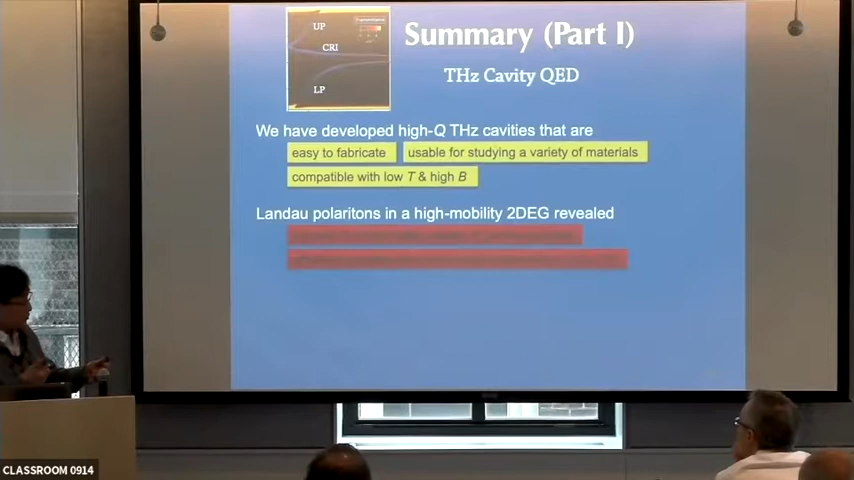 UP
CRI
LP
Summary (Part I)
THz Cavity QED
We have developed high-Q THz cavities that are
easy to fabricate
usable for studying a variety of materials
compatible with low T & high B
Landau polaritons in a high-mobility 2DEG revealed
CLASSROOM 0914